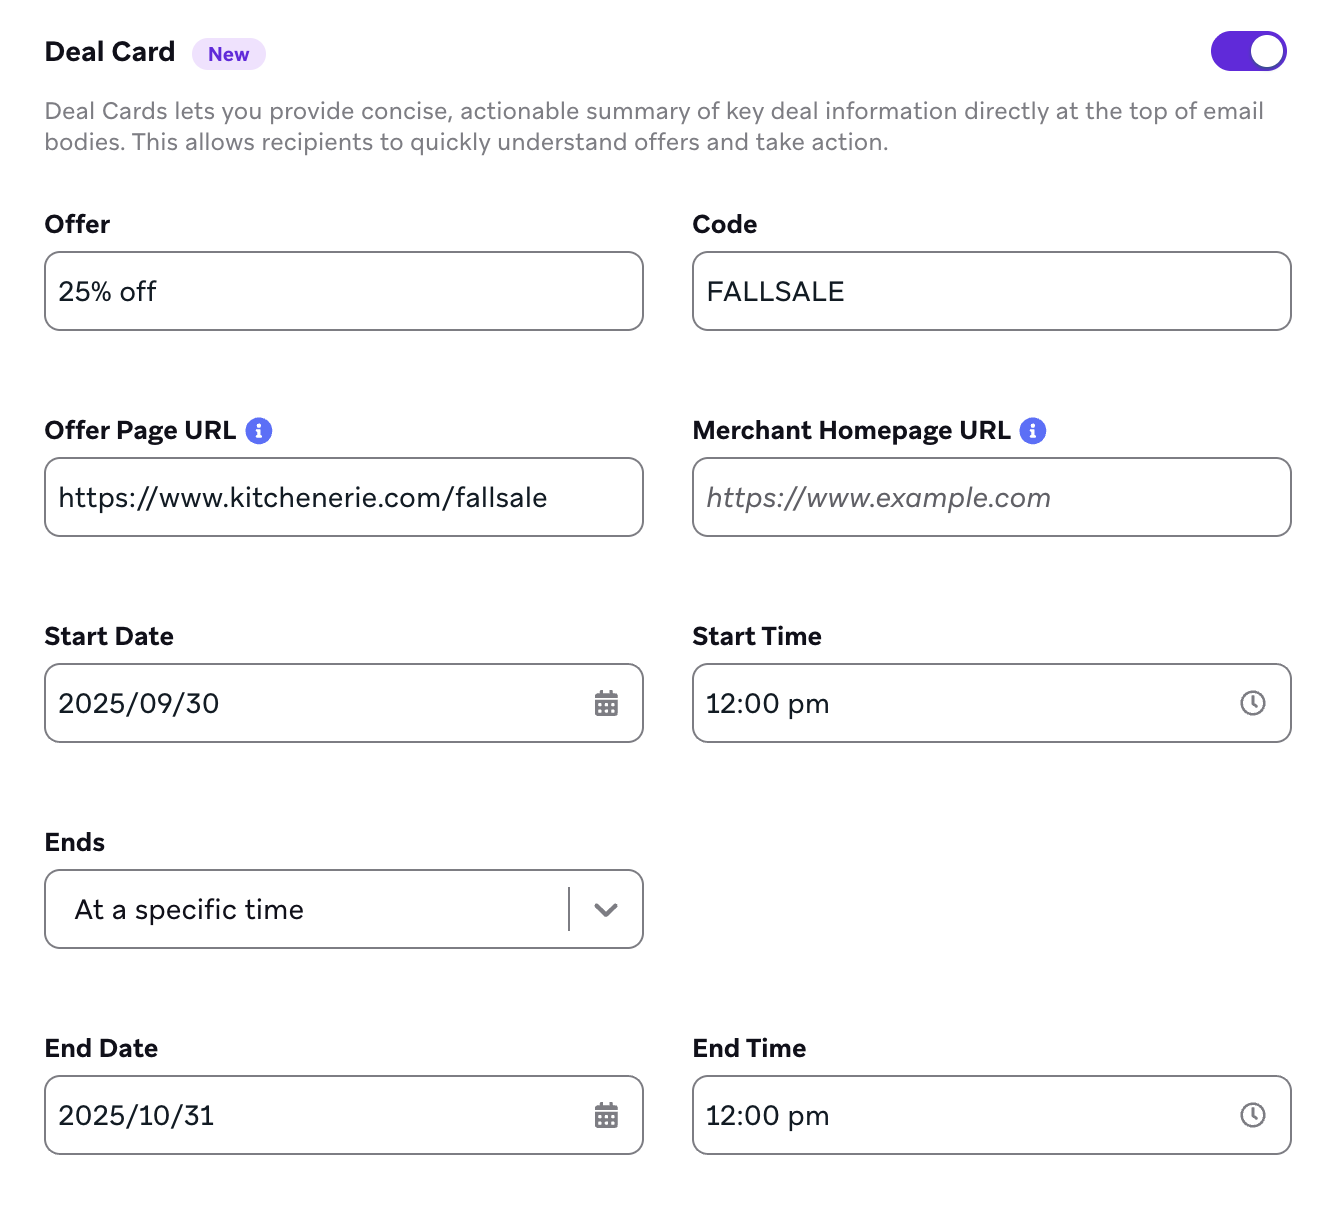 Deal Card New
Deal Cards lets you provide concise, actionable summary of key deal information directly at the top of email
bodies. This allows recipients to quickly understand offers and take action.
Offer
25% off
Code
FALLSALE
Offer Page URL
https://www.kitchenerie.com/fallsale
Merchant Homepage URL
https://www.example.com
Start Date
2025/09/30
Start Time
12:00 pm
Ends
At a specific time
End Date
2025/10/31
End Time
12:00 pm